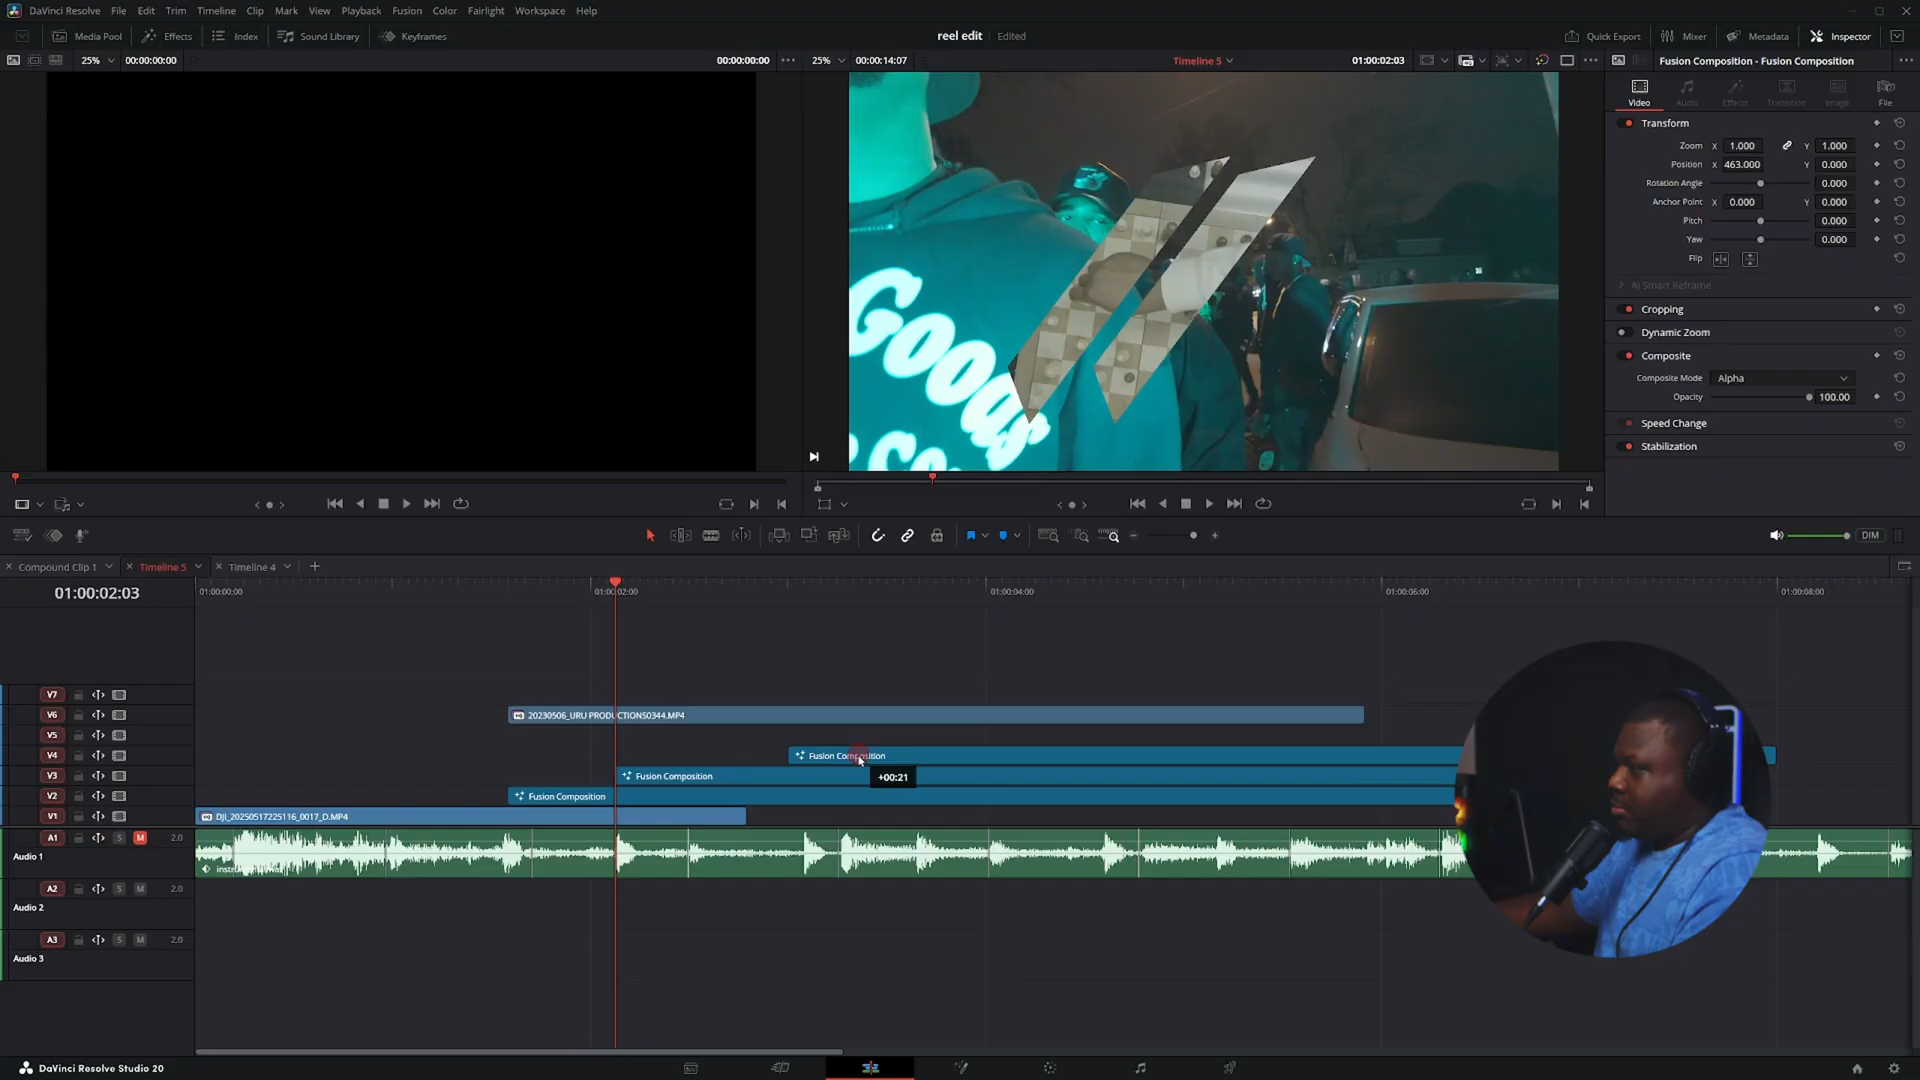 DaVinci Resolve File Edit Trim Timeline Clip Mark View Playback Fusion Color Fairlight Workspace Help
Media Pool Effects Index Sound Library Keyframes reel edit Edited Quick Export Mixer Metadata Inspector
25% 00:00:00:00 00:00:00:00 25% 00:00:14:07 Timeline 5 01:00:02:03 Fusion Composition - Fusion Composition
Video Audio Effects Transition Image File
Transform
Zoom X 1.000 Y 1.000
Position X 463.000 Y 0.000
Rotation Angle 0.000
Anchor Point X 0.000 Y 0.000
Pitch 0.000
Yaw 0.000
Flip
AI Smart Reframe
Cropping
Dynamic Zoom
Composite
Composite Mode Alpha
Opacity 100.00
Speed Change
Stabilization
Goods
DIM
Compound Clip 1 Timeline 5 Timeline 4
01:00:02:03 01:00:00:00 01:00:02:00 01:00:04:00 01:00:06:00 01:00:08:00
V7
V6 20230506_URU PRODUCTIONS0344.MP4
V5
V4 Fusion Composition
V3 Fusion Composition +00:21
V2 Fusion Composition
V1 DJI_20250517225116_0017_D.MP4
A1 S M 2.0
Audio 1
A2 S M 2.0
Audio 2
A3 S M 2.0
Audio 3
DaVinci Resolve Studio 20